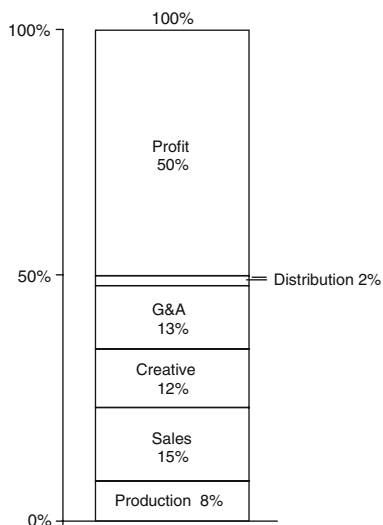 100%
100%
Profit
50%
50%
Distribution 2%
G&A
13%
Creative
12%
Sales
15%
Production 8%
0%